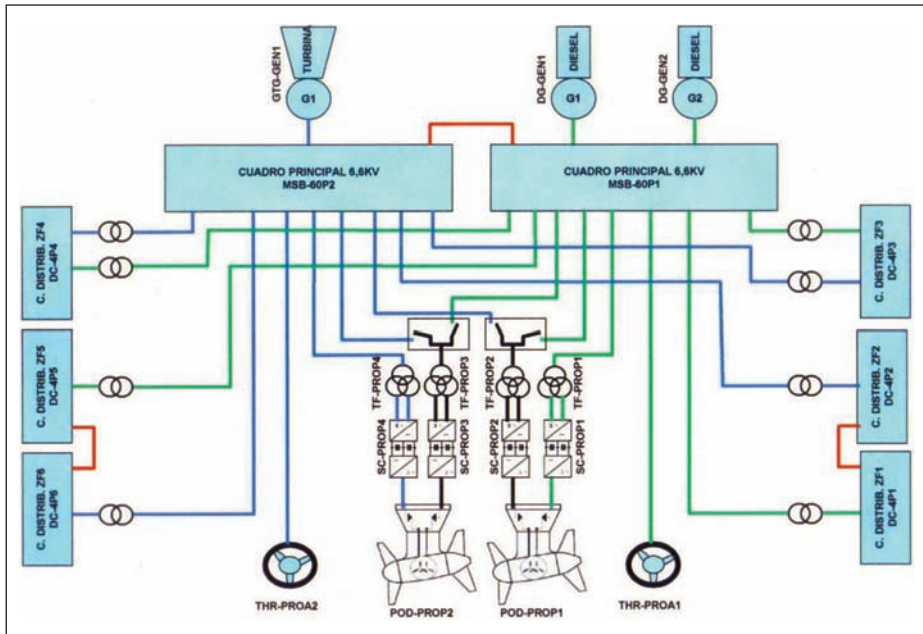 GTG-GEN1
TURBINA
G1
DG-GEN1
DIESEL
G1
DG-GEN2
DIESEL
G2
CUADRO PRINCIPAL 6,6KV
MSB-60P2
CUADRO PRINCIPAL 6,6KV
MSB-60P1
C. DISTRIB. ZF4
DC-4P4
C. DISTRIB. ZF3
DC-4P3
C. DISTRIB. ZF5
DC-4P5
C. DISTRIB. ZF2
DC-4P2
C. DISTRIB. ZF6
DC-4P6
C. DISTRIB. ZF1
DC-4P1
TF-PROP4
TF-PROP3
TF-PROP2
TF-PROP1
SC-PROP4
SC-PROP3
SC-PROP2
SC-PROP1
THR-PROA2
POD-PROP2
POD-PROP1
THR-PROA1